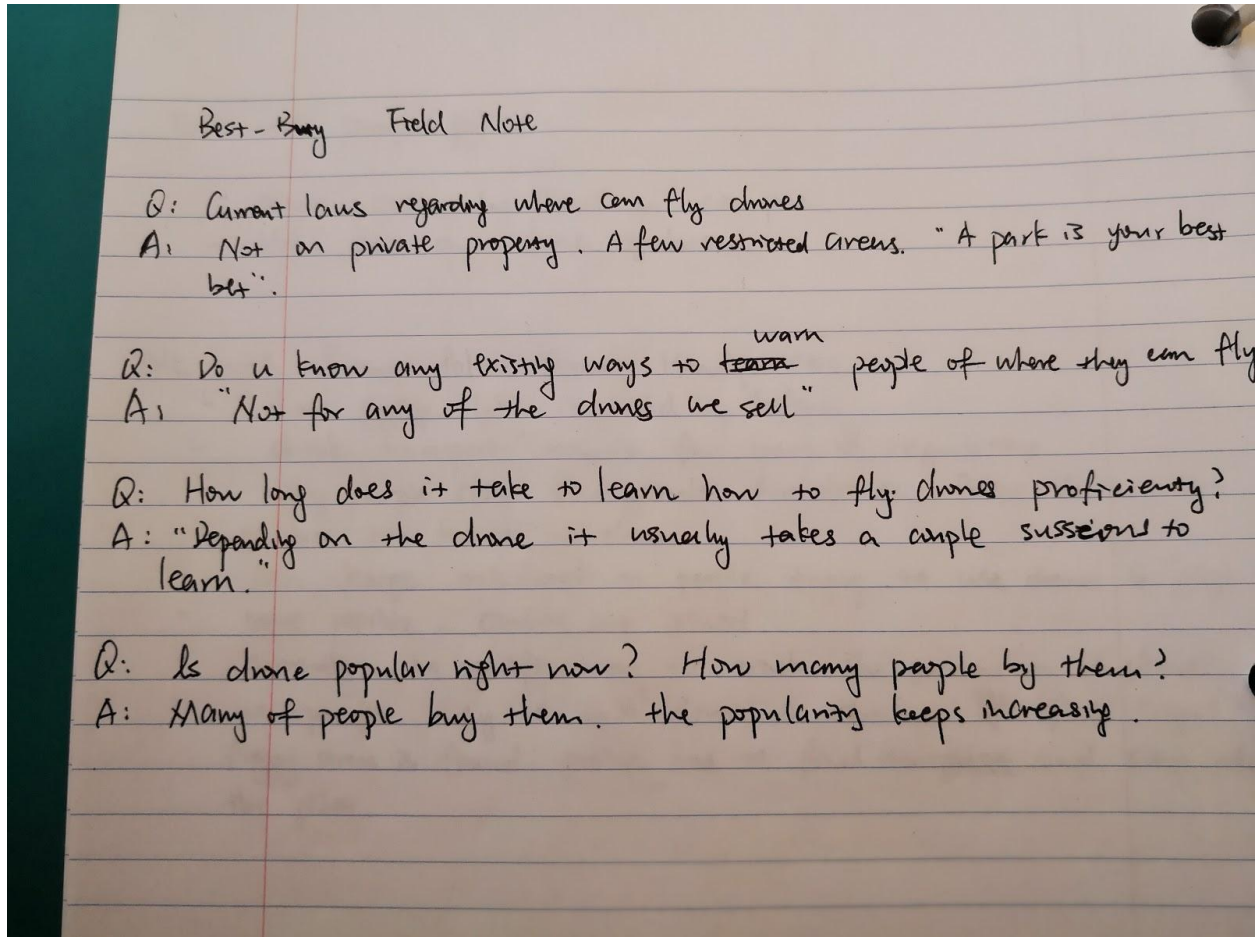 Best-Buy Field Note
Q: Current laws regarding where can fly drones
A: Not on private property. A few restricted areas. "A park is your best
bet".
warn
Q: Do u know any existing ways to learn people of where they can fly
A: "Not for any of the drones we sell"
Q: How long does it take to learn how to fly drones proficiently?
A: "Depending on the drone it usually takes a couple sussions to
learn."
Q: Is drone popular right now? How many people by them?
A: Many of people buy them. the popularity keeps increasing.